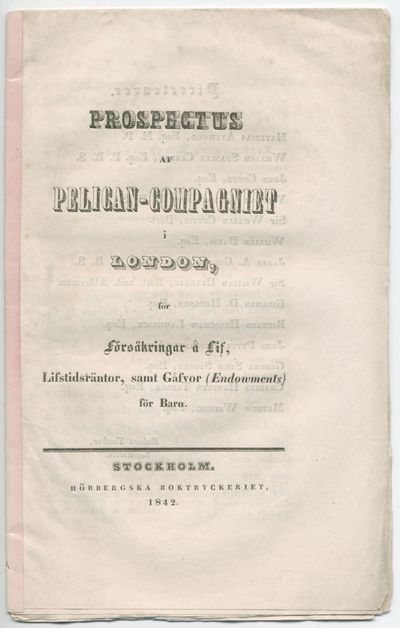 PROSPECTUS
AF
PELICAN-COMPAGNIET
i
LONDON,
för
Försäkringar å Lif,
Lifstidsräntor, samt Gåfvor (Endowments)
för Barn.
STOCKHOLM.
HÖRBERGSKA BOKTRYCKERIET,
1842.